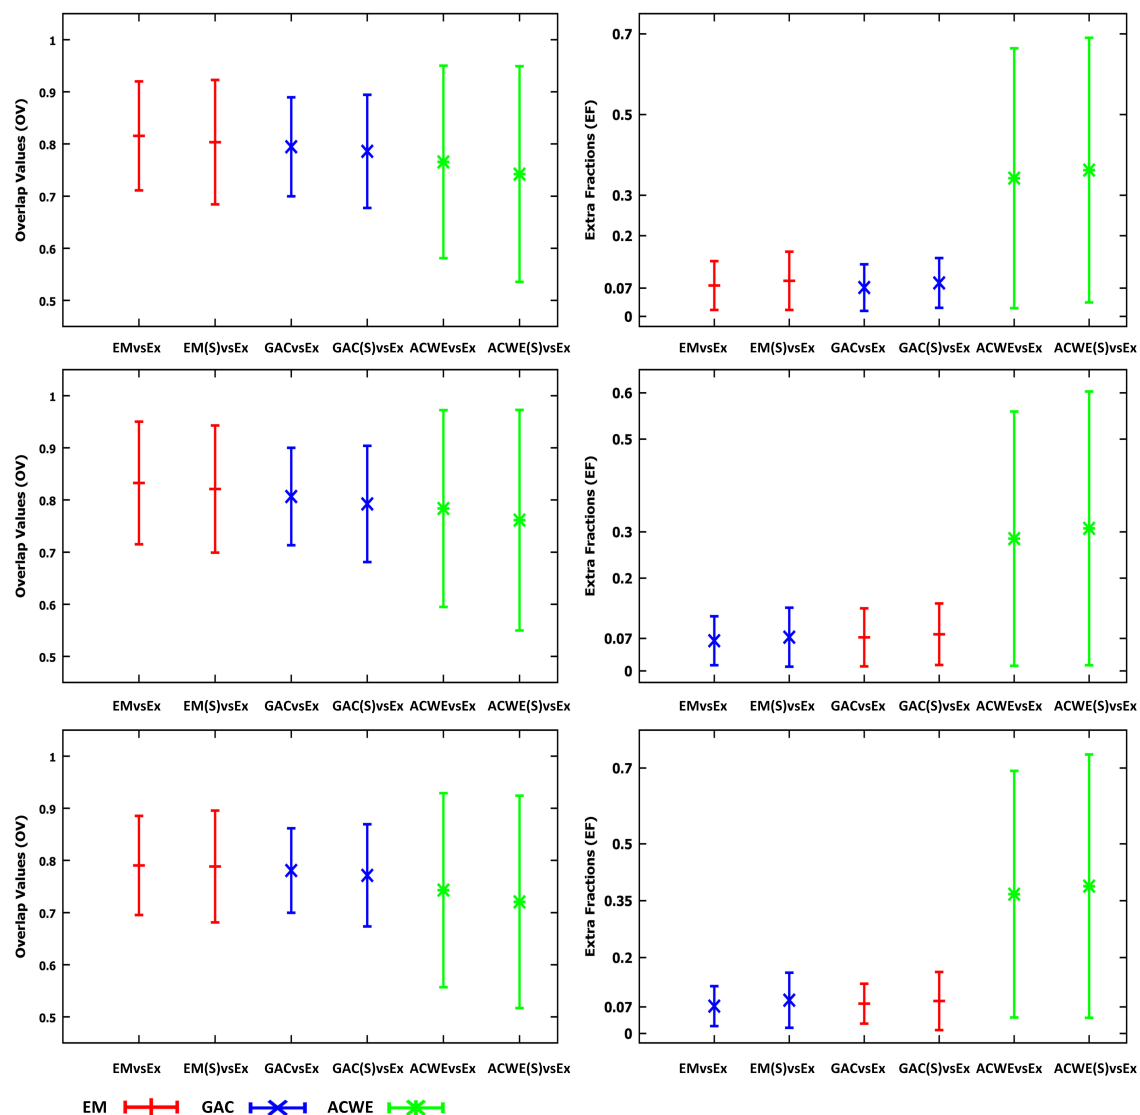 Overlap Values (OV)
1
0.9
0.8
0.7
0.6
0.5
EMvsEx EM(S)vsEx GACvsEx GAC(S)vsEx ACWEvsEx ACWE(S)vsEx
Extra Fractions (EF)
0.7
0.5
0.3
0.2
0.07
0
EMvsEx EM(S)vsEx GACvsEx GAC(S)vsEx ACWEvsEx ACWE(S)vsEx
Overlap Values (OV)
1
0.9
0.8
0.7
0.6
0.5
EMvsEx EM(S)vsEx GACvsEx GAC(S)vsEx ACWEvsEx ACWE(S)vsEx
Extra Fractions (EF)
0.6
0.5
0.3
0.2
0.07
0
EMvsEx EM(S)vsEx GACvsEx GAC(S)vsEx ACWEvsEx ACWE(S)vsEx
Overlap Values (OV)
1
0.9
0.8
0.7
0.6
0.5
EMvsEx EM(S)vsEx GACvsEx GAC(S)vsEx ACWEvsEx ACWE(S)vsEx
Extra Fractions (EF)
0.7
0.5
0.35
0.2
0.07
0
EMvsEx EM(S)vsEx GACvsEx GAC(S)vsEx ACWEvsEx ACWE(S)vsEx
EM GAC ACWE